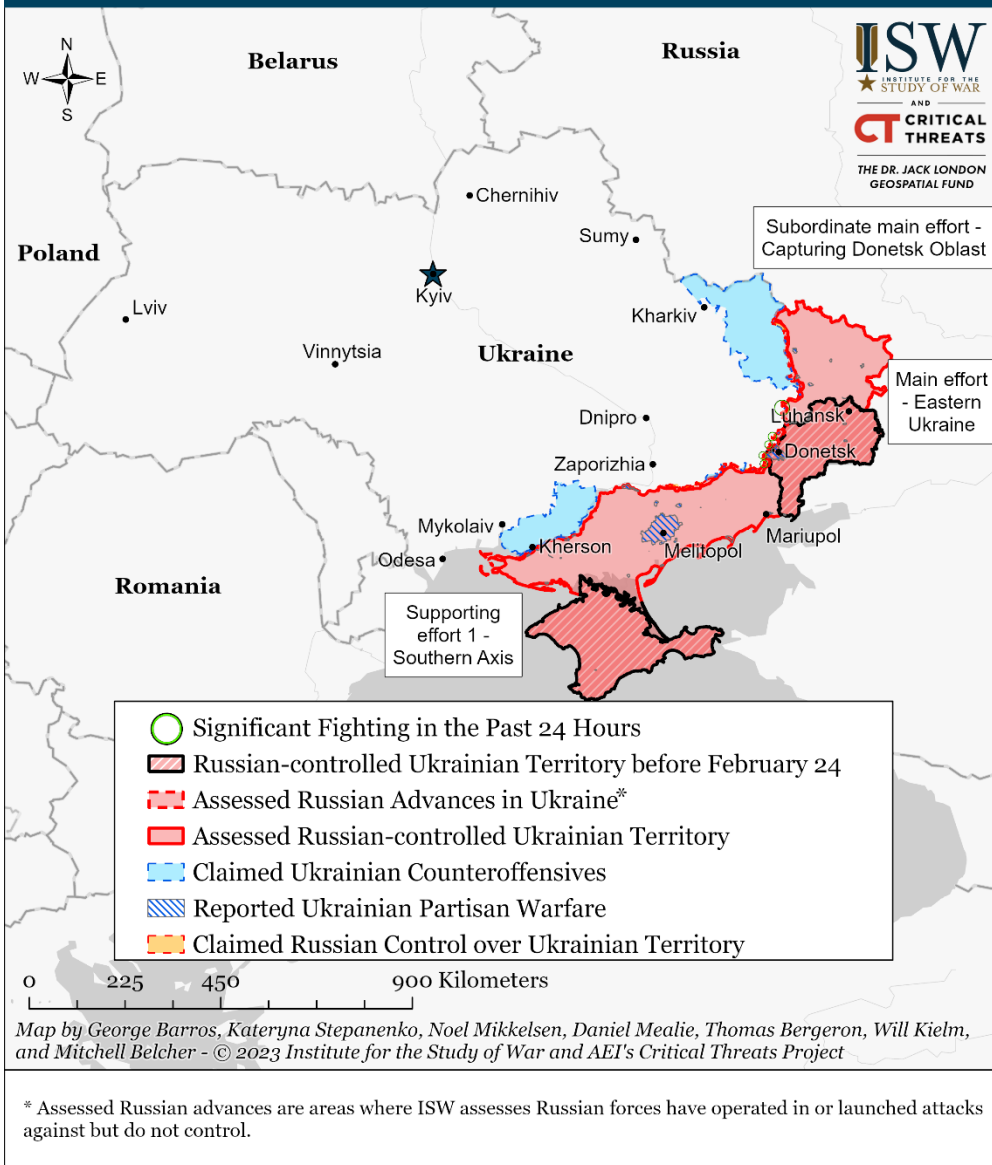 N
W E
S
Belarus
Russia
ISW
INSTITUTE FOR THE
STUDY OF WAR
AND
CT CRITICAL
THREATS
THE DR. JACK LONDON
GEOSPATIAL FUND
Chernihiv
Subordinate main effort -
Capturing Donetsk Oblast
Sumy
Poland
Kyiv
Lviv
Kharkiv
Vinnytsia
Ukraine
Main effort
- Eastern
Ukraine
Dnipro
Luhansk
Donetsk
Zaporizhia
Mykolaiv
Mariupol
Kherson
Melitopol
Odesa
Romania
Supporting
effort 1 -
Southern Axis
Significant Fighting in the Past 24 Hours
Russian-controlled Ukrainian Territory before February 24
Assessed Russian Advances in Ukraine*
Assessed Russian-controlled Ukrainian Territory
Claimed Ukrainian Counteroffensives
Reported Ukrainian Partisan Warfare
Claimed Russian Control over Ukrainian Territory
0 225 450 900 Kilometers
Map by George Barros, Kateryna Stepanenko, Noel Mikkelsen, Daniel Mealie, Thomas Bergeron, Will Kielm,
and Mitchell Belcher - © 2023 Institute for the Study of War and AEI's Critical Threats Project
* Assessed Russian advances are areas where ISW assesses Russian forces have operated in or launched attacks
against but do not control.